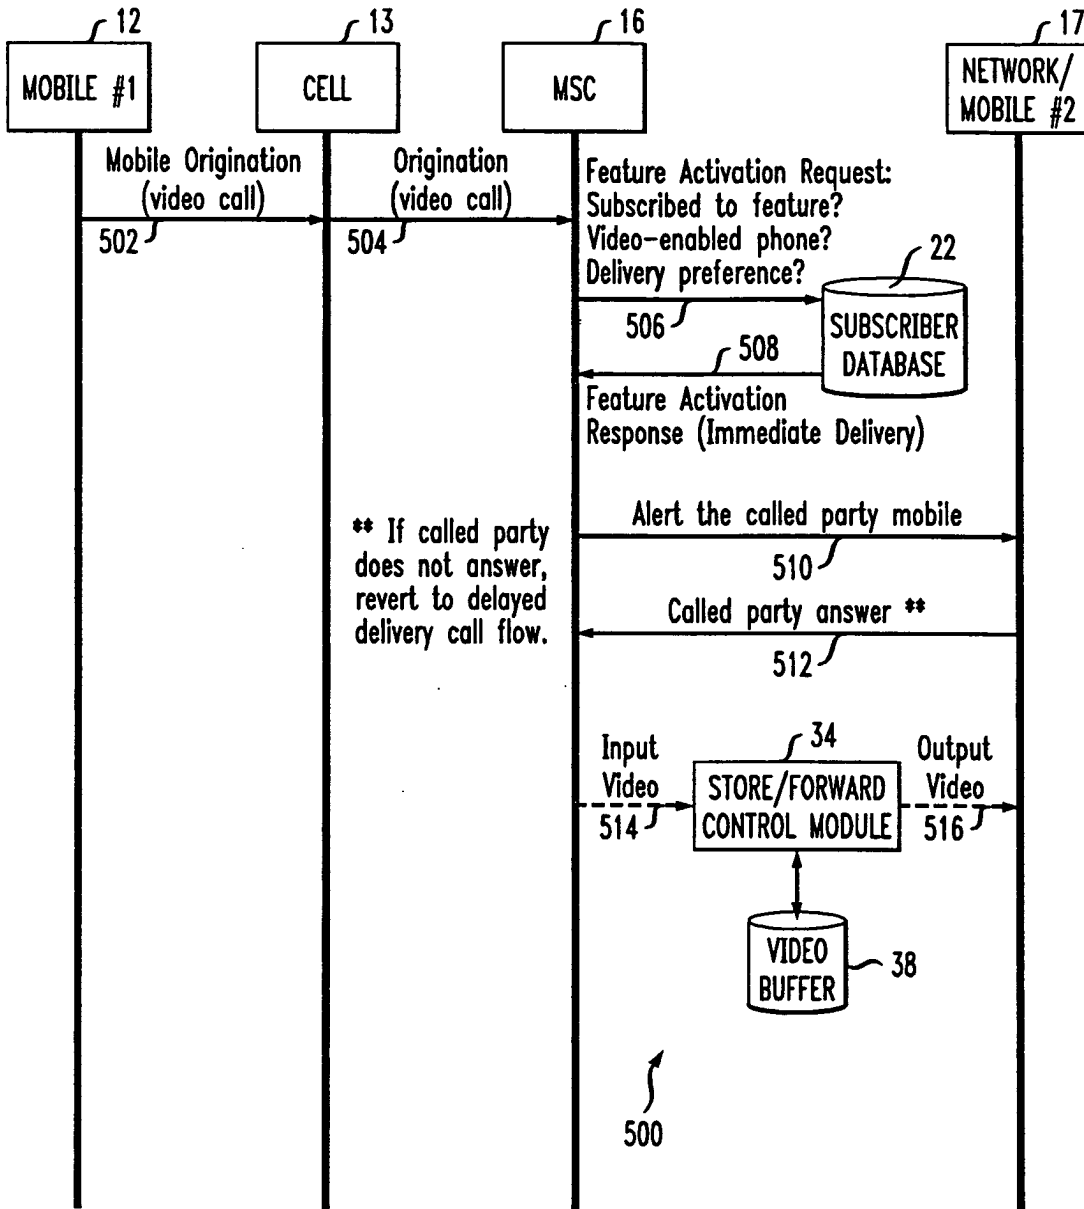 12
13
16
17
MOBILE #1
CELL
MSC
NETWORK/
MOBILE #2
Mobile Origination
(video call)
502
Origination
(video call)
504
Feature Activation Request:
Subscribed to feature?
Video-enabled phone?
Delivery preference?
506
22
SUBSCRIBER
DATABASE
508
Feature Activation
Response (Immediate Delivery)
** If called party
does not answer,
revert to delayed
delivery call flow.
Alert the called party mobile
510
Called party answer **
512
Input
Video
514
34
STORE/FORWARD
CONTROL MODULE
Output
Video
516
VIDEO
BUFFER
38
500